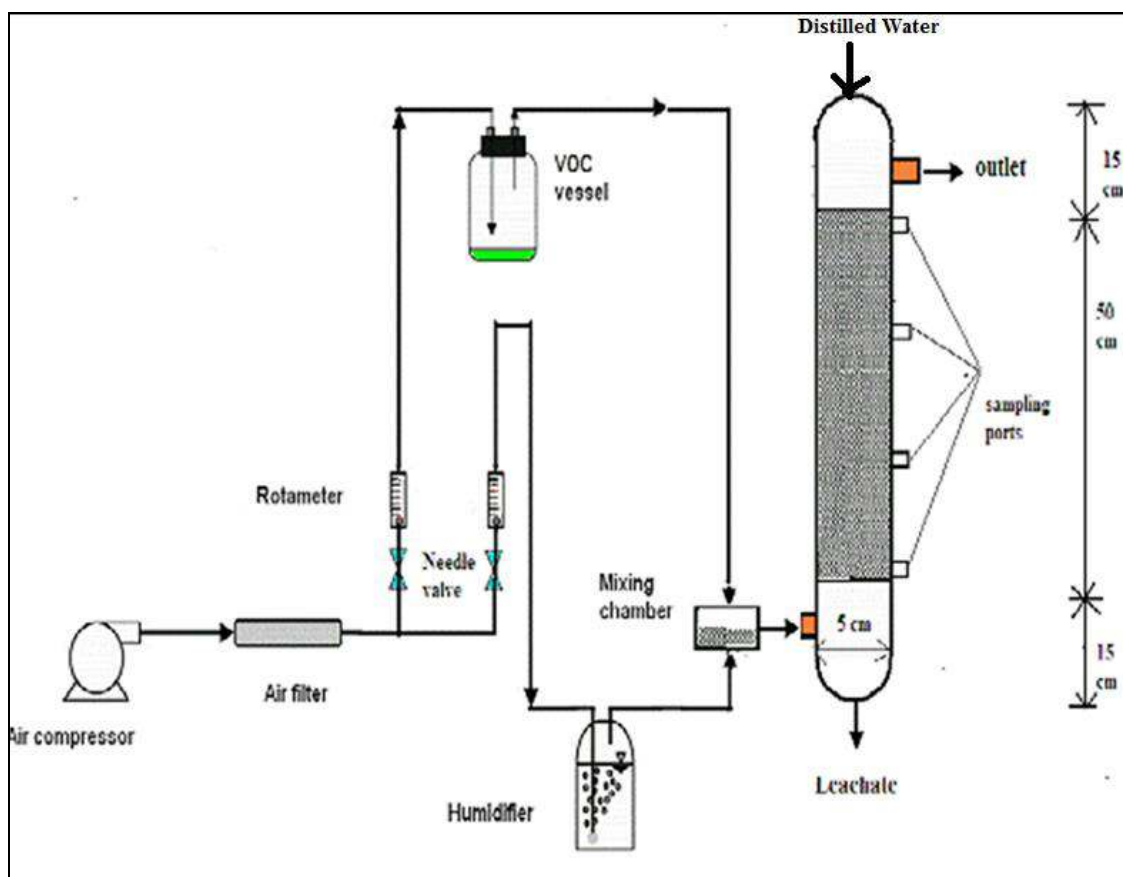 Distilled Water
VOC
vessel
outlet
15
cm
50
cm
sampling
ports
Rotameter
Needle
valve
Mixing
chamber
5 cm
15
cm
Air filter
Air compressor
Humidifier
Leachate